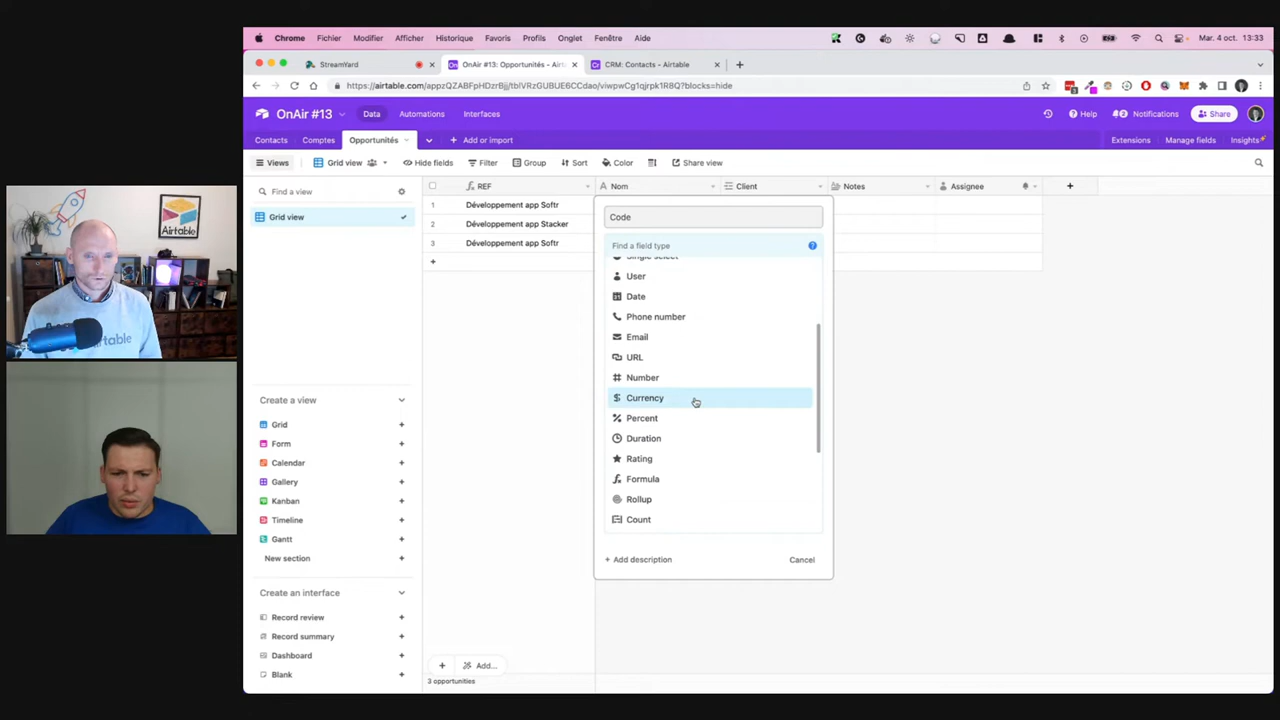 Chrome Fichier Modifier Afficher Historique Favoris Profils Onglet Fenêtre Aide Mar. 4 oct. 13:33
StreamYard
OnAir #13: Opportunités - Airt
CRM: Contacts - Airtable
https://airtable.com/appzQZABFpHDzrBjj/tblVRzGUBUE6CCdao/viwpwCg1qjrpk1R8Q?blocks=hide
OnAir #13 Data Automations Interfaces Help 2 Notifications Share
Contacts Comptes Opportunités + Add or import Extensions Manage fields Insights
Views Grid view Hide fields Filter Group Sort Color Share view
Find a view
Grid view
REF Nom Client Notes Assignee
1 Développement app Softr
2 Développement app Stacker
3 Développement app Softr
Code
Find a field type
Single select
User
Date
Phone number
Email
URL
Number
Currency
Percent
Duration
Rating
Formula
Rollup
Count
+ Add description Cancel
Create a view
Grid
Form
Calendar
Gallery
Kanban
Timeline
Gantt
New section
Create an interface
Record review
Record summary
Dashboard
Blank
Add...
3 opportunities
Airtable
airtable